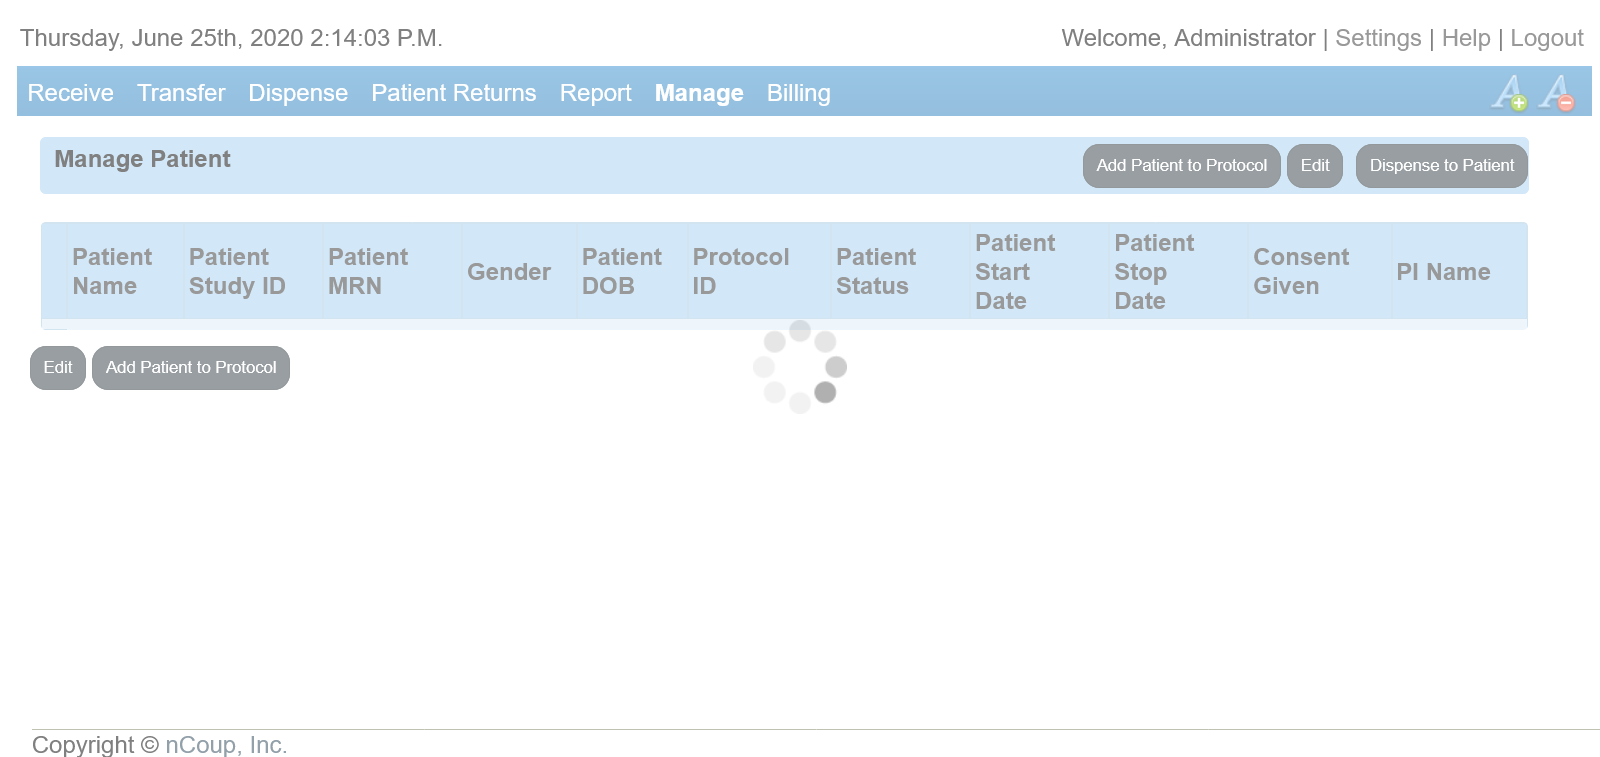 Thursday, June 25th, 2020 2:14:03 P.M.
Welcome, Administrator | Settings | Help | Logout
Receive Transfer Dispense Patient Returns Report Manage Billing
Manage Patient
Add Patient to Protocol Edit Dispense to Patient
Patient Name
Patient Study ID
Patient MRN
Gender
Patient DOB
Protocol ID
Patient Status
Patient Start Date
Patient Stop Date
Consent Given
PI Name
Edit Add Patient to Protocol
Copyright © nCoup, Inc.